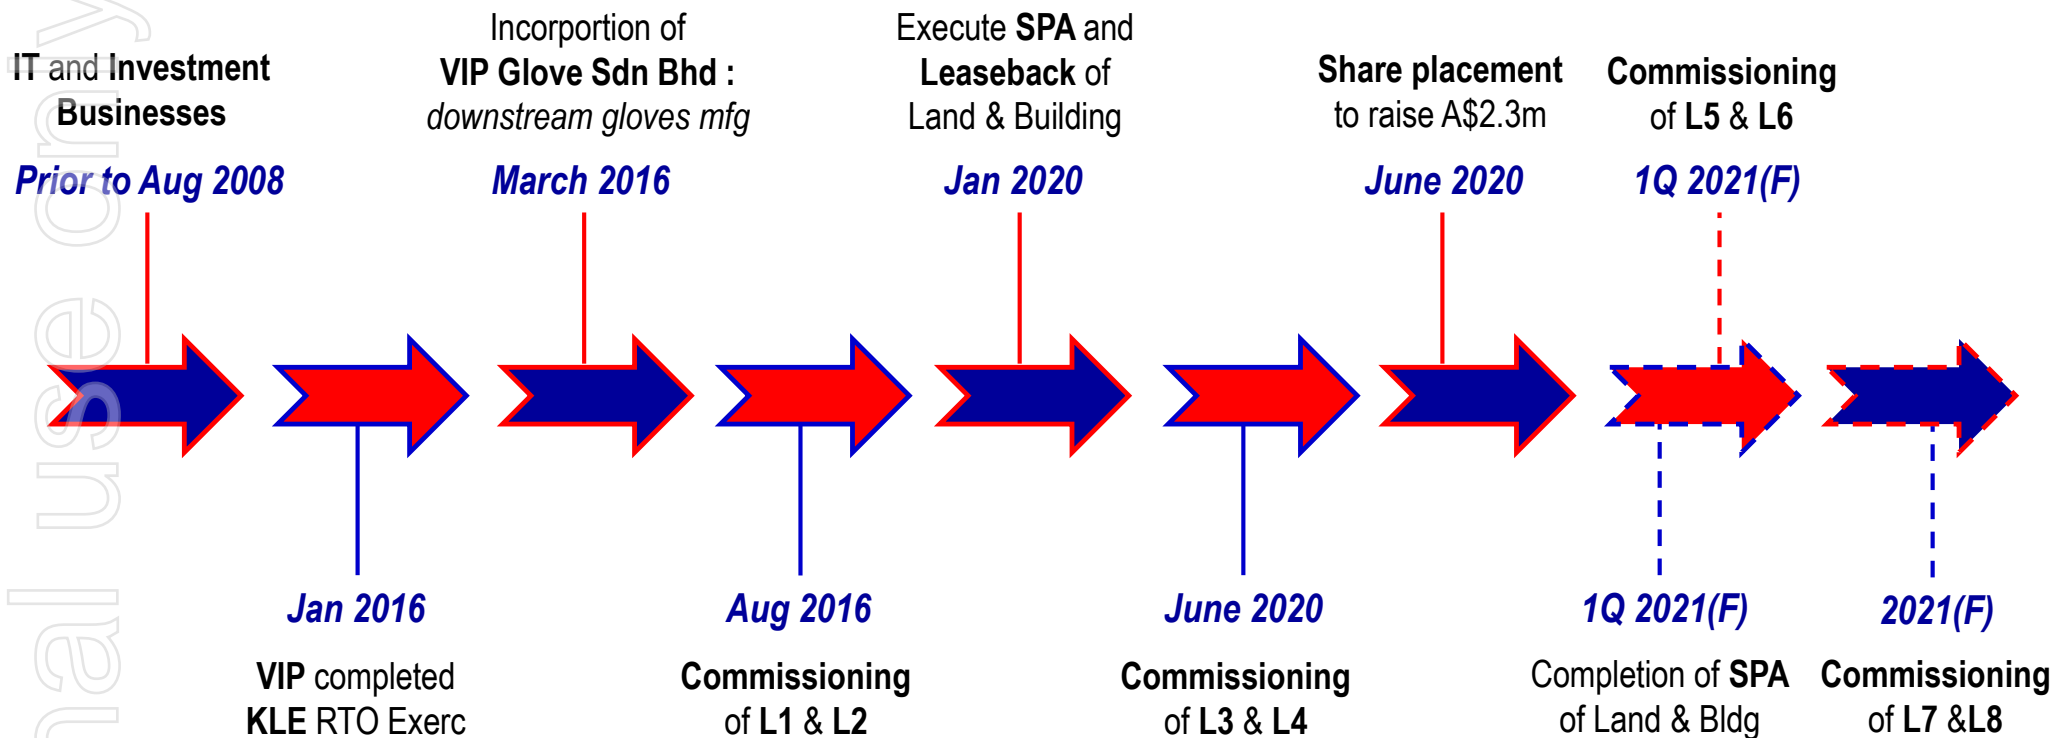 IT and Investment
Businesses
Prior to Aug 2008
Incorportion of
VIP Glove Sdn Bhd :
downstream gloves mfg
March 2016
Execute SPA and
Leaseback of
Land & Building
Jan 2020
Share placement
to raise A$2.3m
June 2020
Commissioning
of L5 & L6
1Q 2021(F)
Jan 2016
VIP completed
KLE RTO Exerc
Aug 2016
Commissioning
of L1 & L2
June 2020
Commissioning
of L3 & L4
1Q 2021(F)
Completion of SPA
of Land & Bldg
2021(F)
Commissioning
of L7 &L8
nal use only